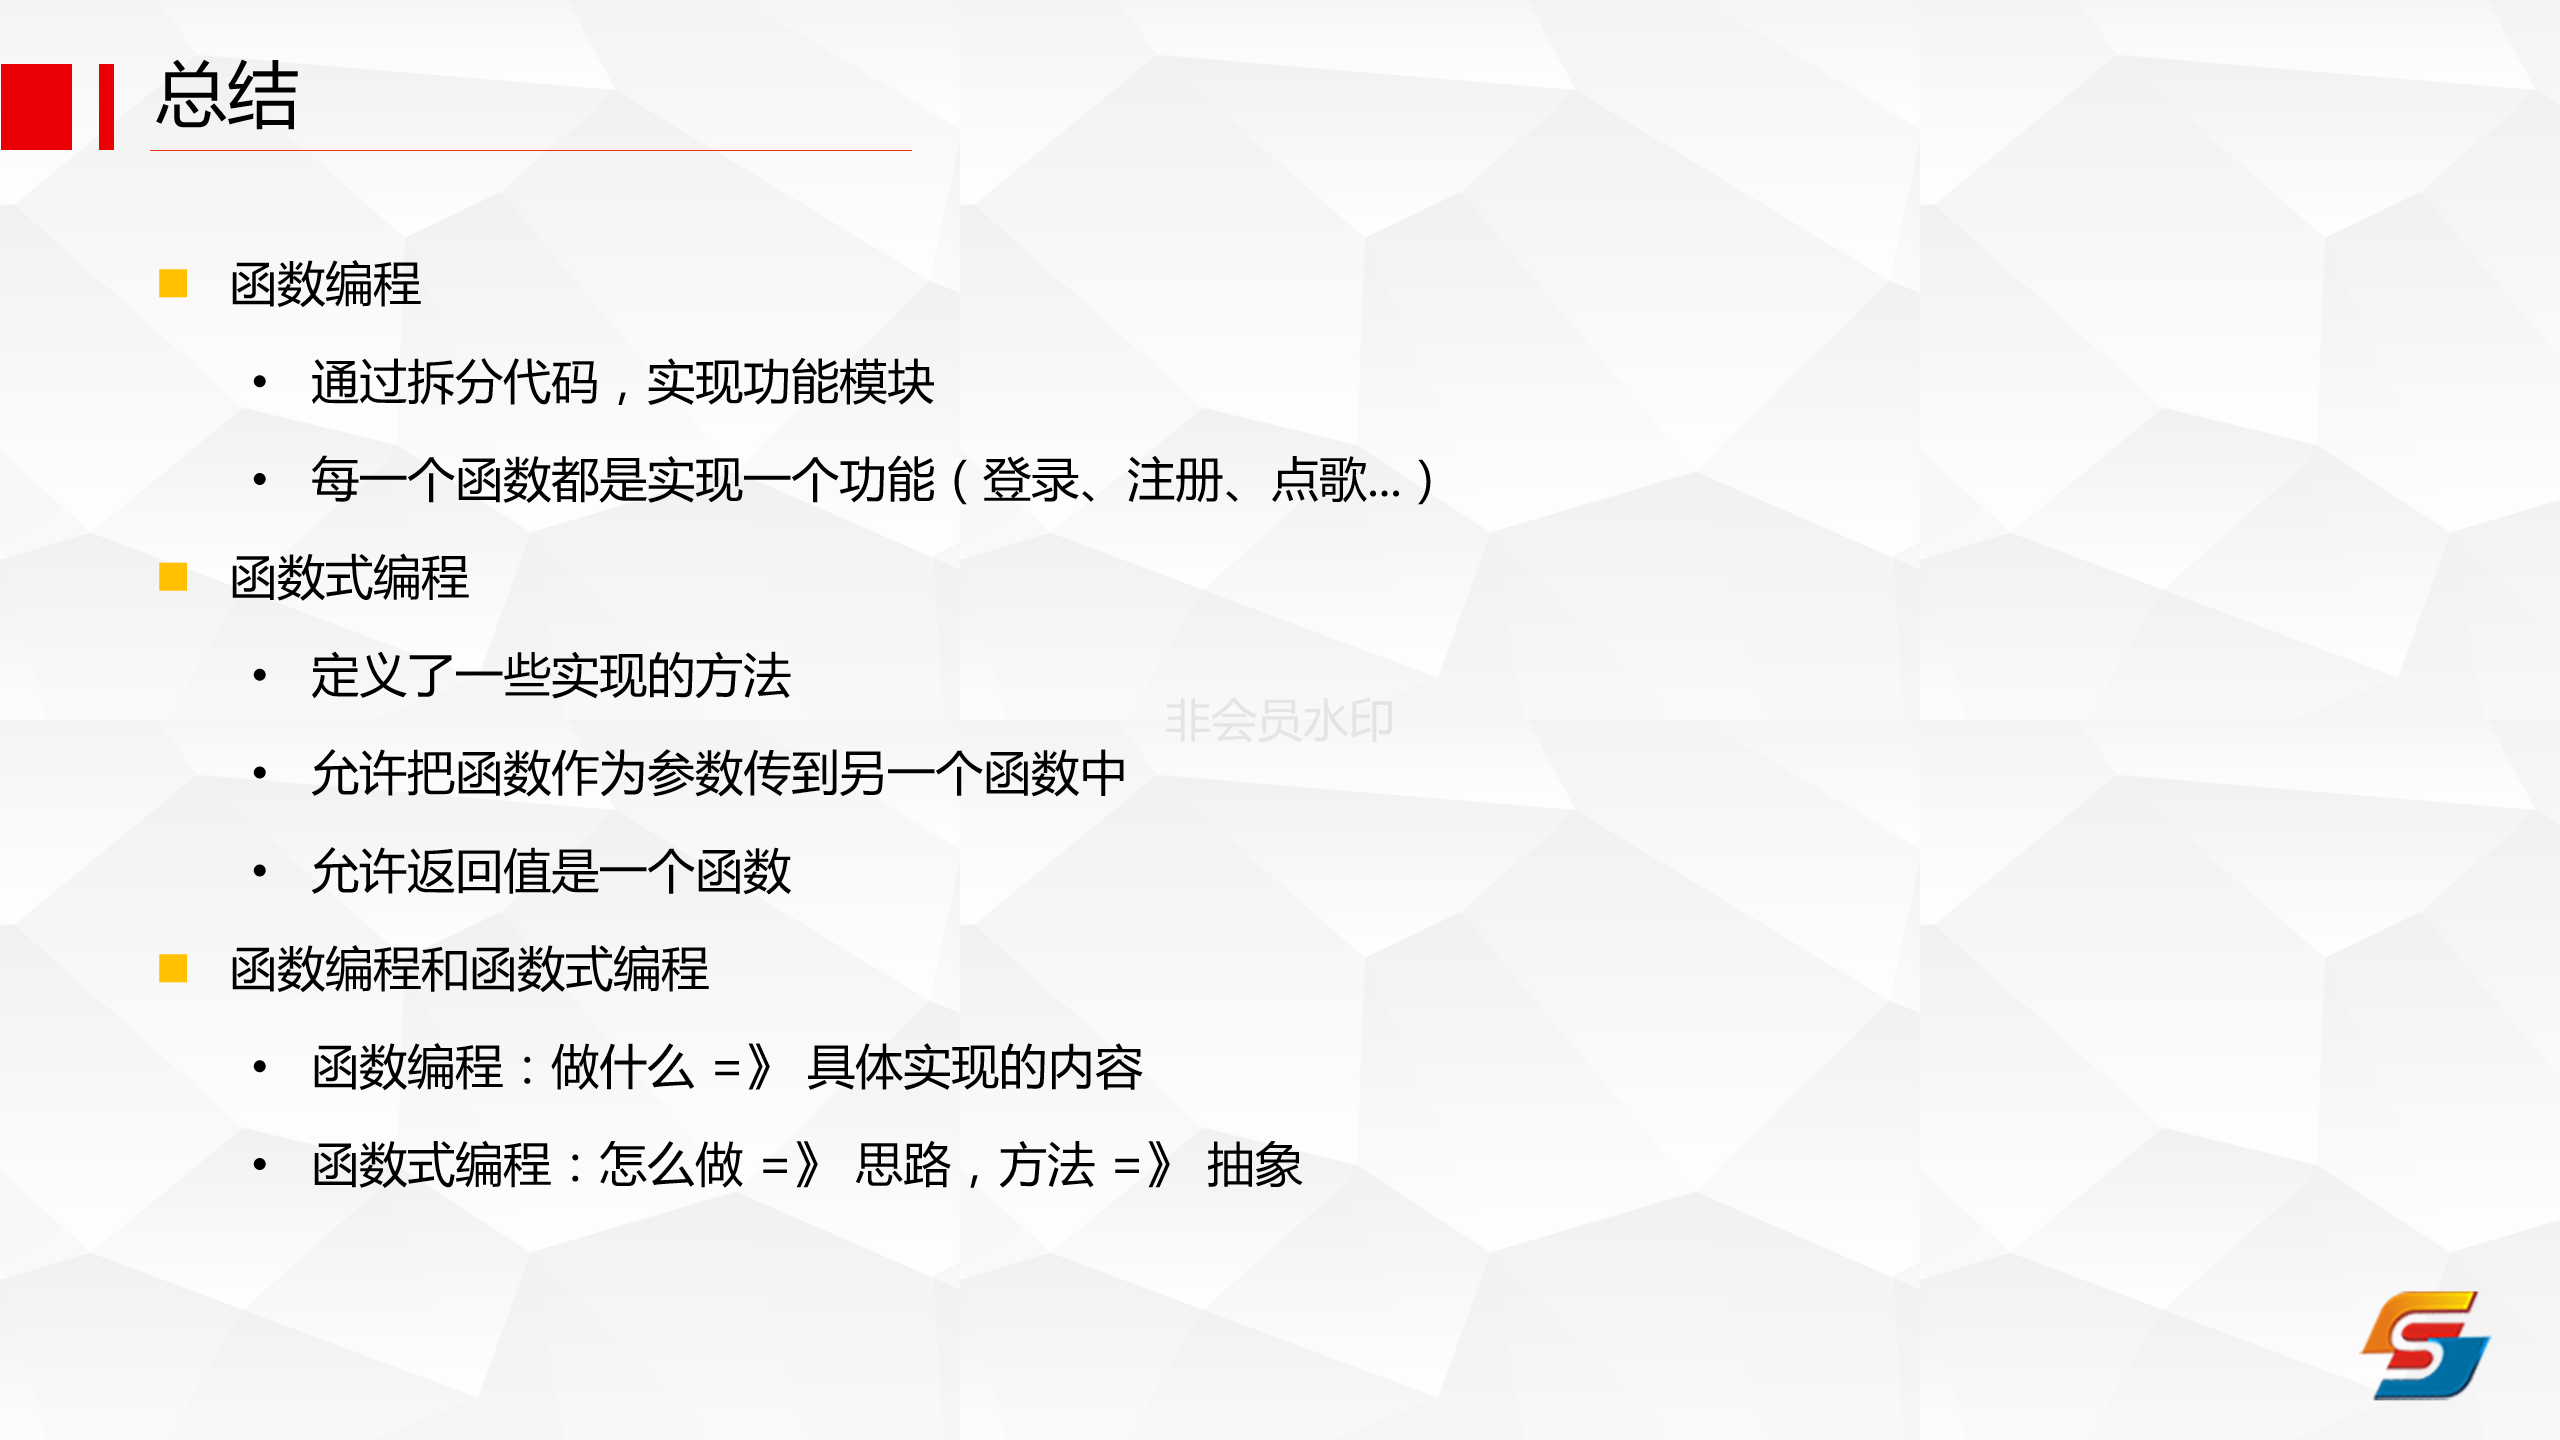 总结
函数编程
• 通过拆分代码，实现功能模块
• 每一个函数都是实现一个功能（登录、注册、点歌...）
函数式编程
• 定义了一些实现的方法
非会员水印
• 允许把函数作为参数传到另一个函数中
• 允许返回值是一个函数
函数编程和函数式编程
• 函数编程：做什么 =》 具体实现的内容
• 函数式编程：怎么做 =》 思路，方法 =》 抽象